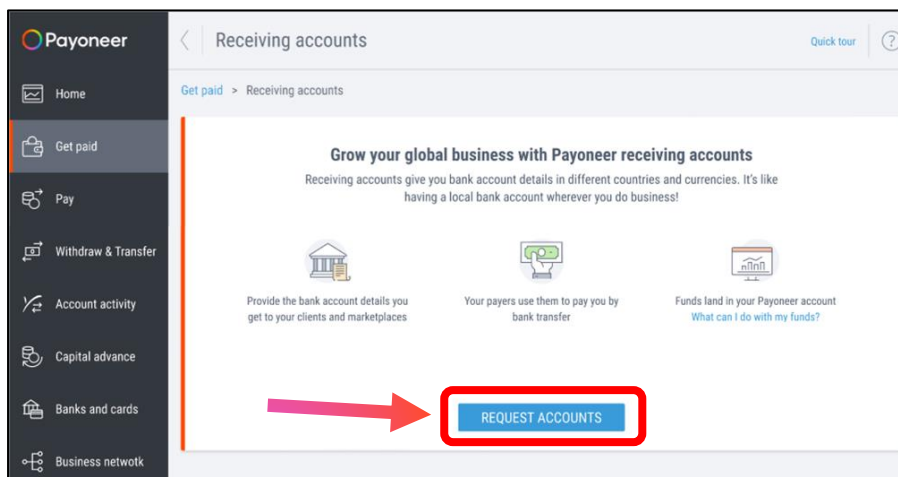 Payoneer
Receiving accounts
Quick tour
?
Home
Get paid
Pay
Withdraw & Transfer
Account activity
Capital advance
Banks and cards
Business netwotk
Get paid > Receiving accounts
Grow your global business with Payoneer receiving accounts
Receiving accounts give you bank account details in different countries and currencies. It's like
having a local bank account wherever you do business!
Provide the bank account details you
get to your clients and marketplaces
Your payers use them to pay you by
bank transfer
Funds land in your Payoneer account
What can I do with my funds?
REQUEST ACCOUNTS